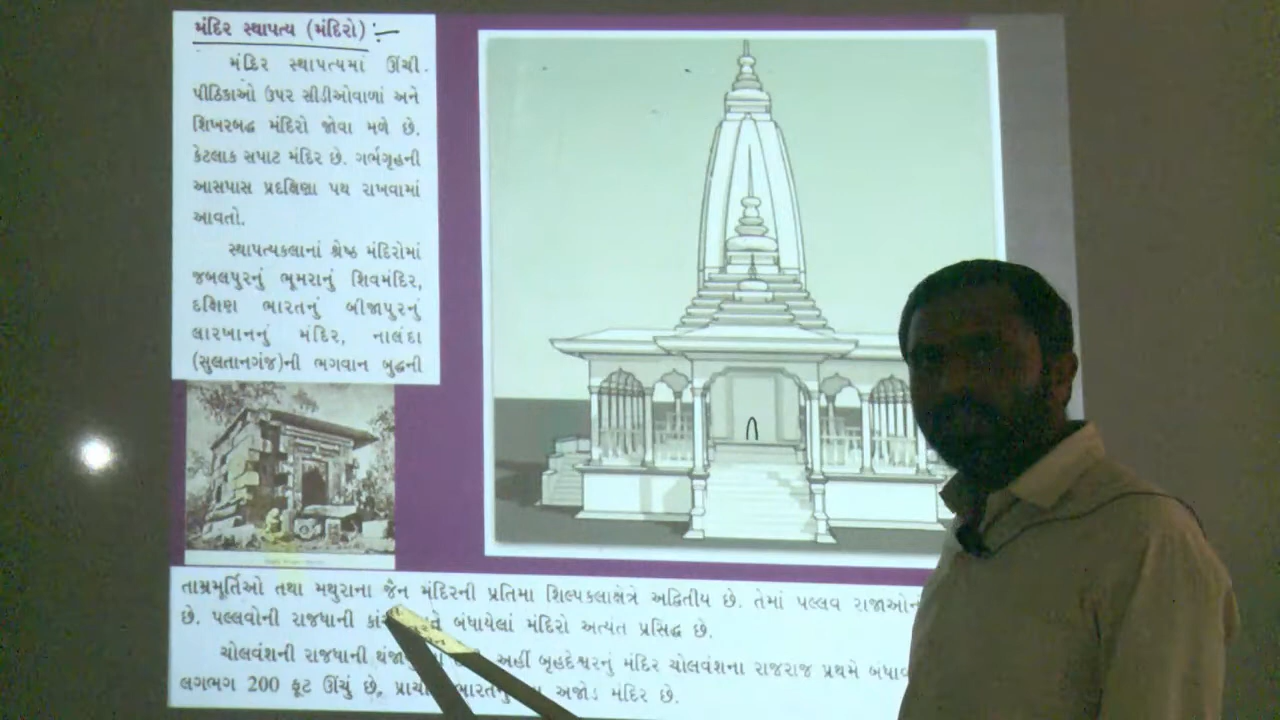 મંદિર સ્થાપત્ય (મંદિરો) :-
મંદિર સ્થાપત્યમાં ઊંચી
પીઠિકાઓ ઉપર સીડીઓવાળાં અને
શિખરબદ્ધ મંદિરો જોવા મળે છે.
કેટલાક સપાટ મંદિર છે. ગર્ભગૃહની
આસપાસ પ્રદક્ષિણા પથ રાખવામાં
આવતો.
સ્થાપત્યકલાનાં શ્રેષ્ઠ મંદિરોમાં
જબલપુરનું ભૂમરાનું શિવમંદિર,
દક્ષિણ ભારતનું બીજાપુરનું
લારખાનનું મંદિર, નાલંદા
(સુલતાનગંજ)ની ભગવાન બુદ્ધની
તામ્રમૂર્તિઓ તથા મથુરાના જૈન મંદિરની પ્રતિમા શિલ્પકલાક્ષેત્રે અદ્વિતીય છે. તેમાં પલ્લવ
છે. પલ્લવોની રાજધાની બંધાયેલાં મંદિરો અત્યંત પ્રસિદ્ધ છે.
ચોલવંશની રાજધાની અહીં બૃહદેશ્વરનું મંદિર ચોલવંશના રાજરાજ પ્રથમે
લગભગ 200 ફૂટ ઊંચું છે, અજોડ મંદિર છે.